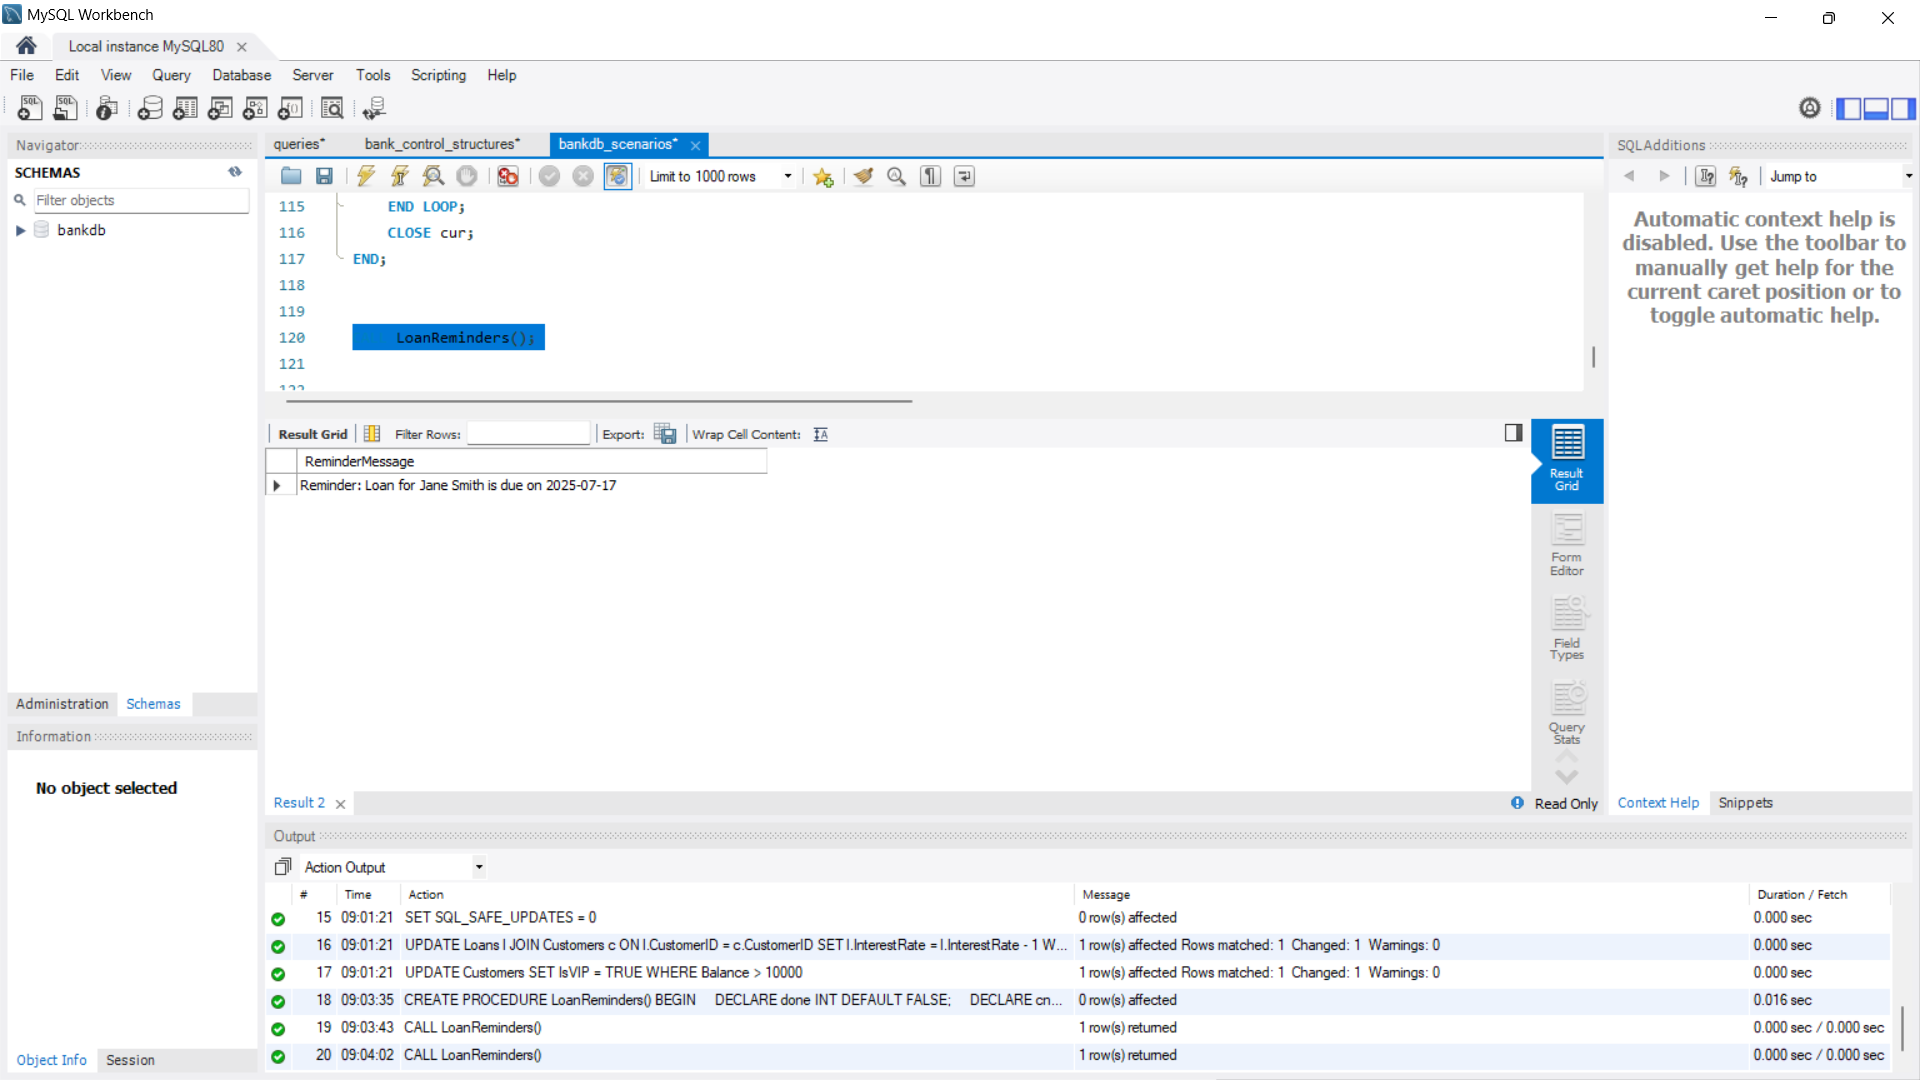 MySQL Workbench
Local instance MySQL80
File Edit View Query Database Server Tools Scripting Help
Navigator
SCHEMAS
Filter objects
bankdb
Administration Schemas
Information
No object selected
Object Info Session
queries* bank_control_structures* bankdb_scenarios*
Limit to 1000 rows
115 END LOOP;
116 CLOSE cur;
117 END;
118
119
120 LoanReminders();
121
122
Result Grid Filter Rows: Export: Wrap Cell Content:
ReminderMessage
Reminder: Loan for Jane Smith is due on 2025-07-17
Result Grid
Form Editor
Field Types
Query Stats
Result 2 Read Only
SQLAdditions
Jump to
Automatic context help is
disabled. Use the toolbar to
manually get help for the
current caret position or to
toggle automatic help.
Context Help Snippets
Output
Action Output
# Time Action Message Duration / Fetch
15 09:01:21 SET SQL_SAFE_UPDATES = 0 0 row(s) affected 0.000 sec
16 09:01:21 UPDATE Loans l JOIN Customers c ON l.CustomerID = c.CustomerID SET l.InterestRate = l.InterestRate - 1 W... 1 row(s) affected Rows matched: 1 Changed: 1 Warnings: 0 0.000 sec
17 09:01:21 UPDATE Customers SET IsVIP = TRUE WHERE Balance > 10000 1 row(s) affected Rows matched: 1 Changed: 1 Warnings: 0 0.000 sec
18 09:03:35 CREATE PROCEDURE LoanReminders() BEGIN DECLARE done INT DEFAULT FALSE; DECLARE cn... 0 row(s) affected 0.016 sec
19 09:03:43 CALL LoanReminders() 1 row(s) returned 0.000 sec / 0.000 sec
20 09:04:02 CALL LoanReminders() 1 row(s) returned 0.000 sec / 0.000 sec